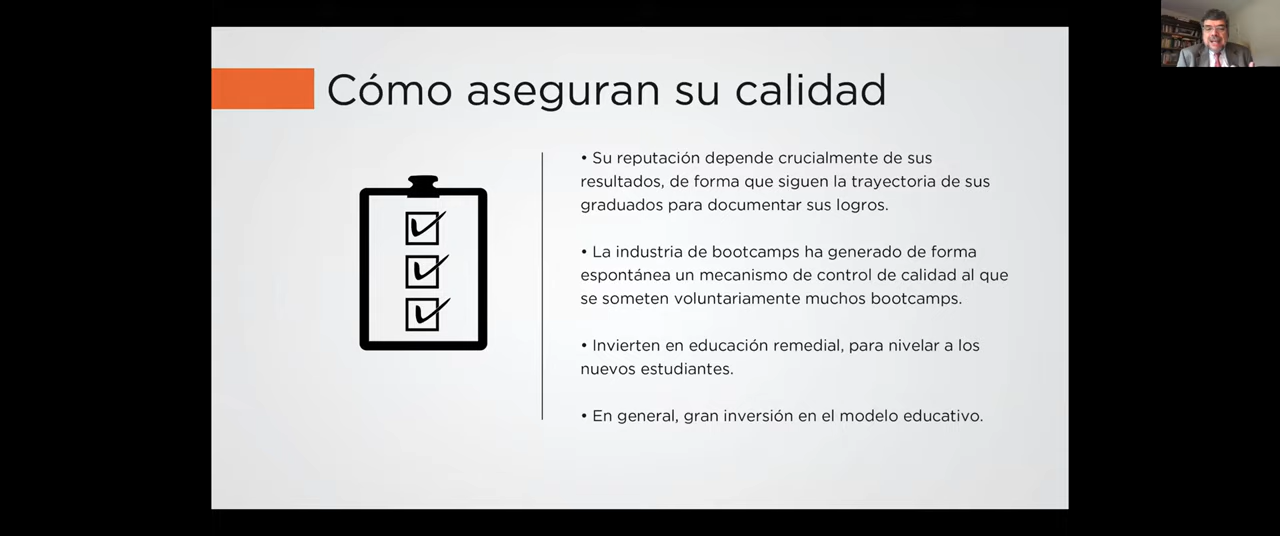 Cómo aseguran su calidad
• Su reputación depende crucialmente de sus
resultados, de forma que siguen la trayectoria de sus
graduados para documentar sus logros.
• La industria de bootcamps ha generado de forma
espontánea un mecanismo de control de calidad al que
se someten voluntariamente muchos bootcamps.
• Invierten en educación remedial, para nivelar a los
nuevos estudiantes.
• En general, gran inversión en el modelo educativo.